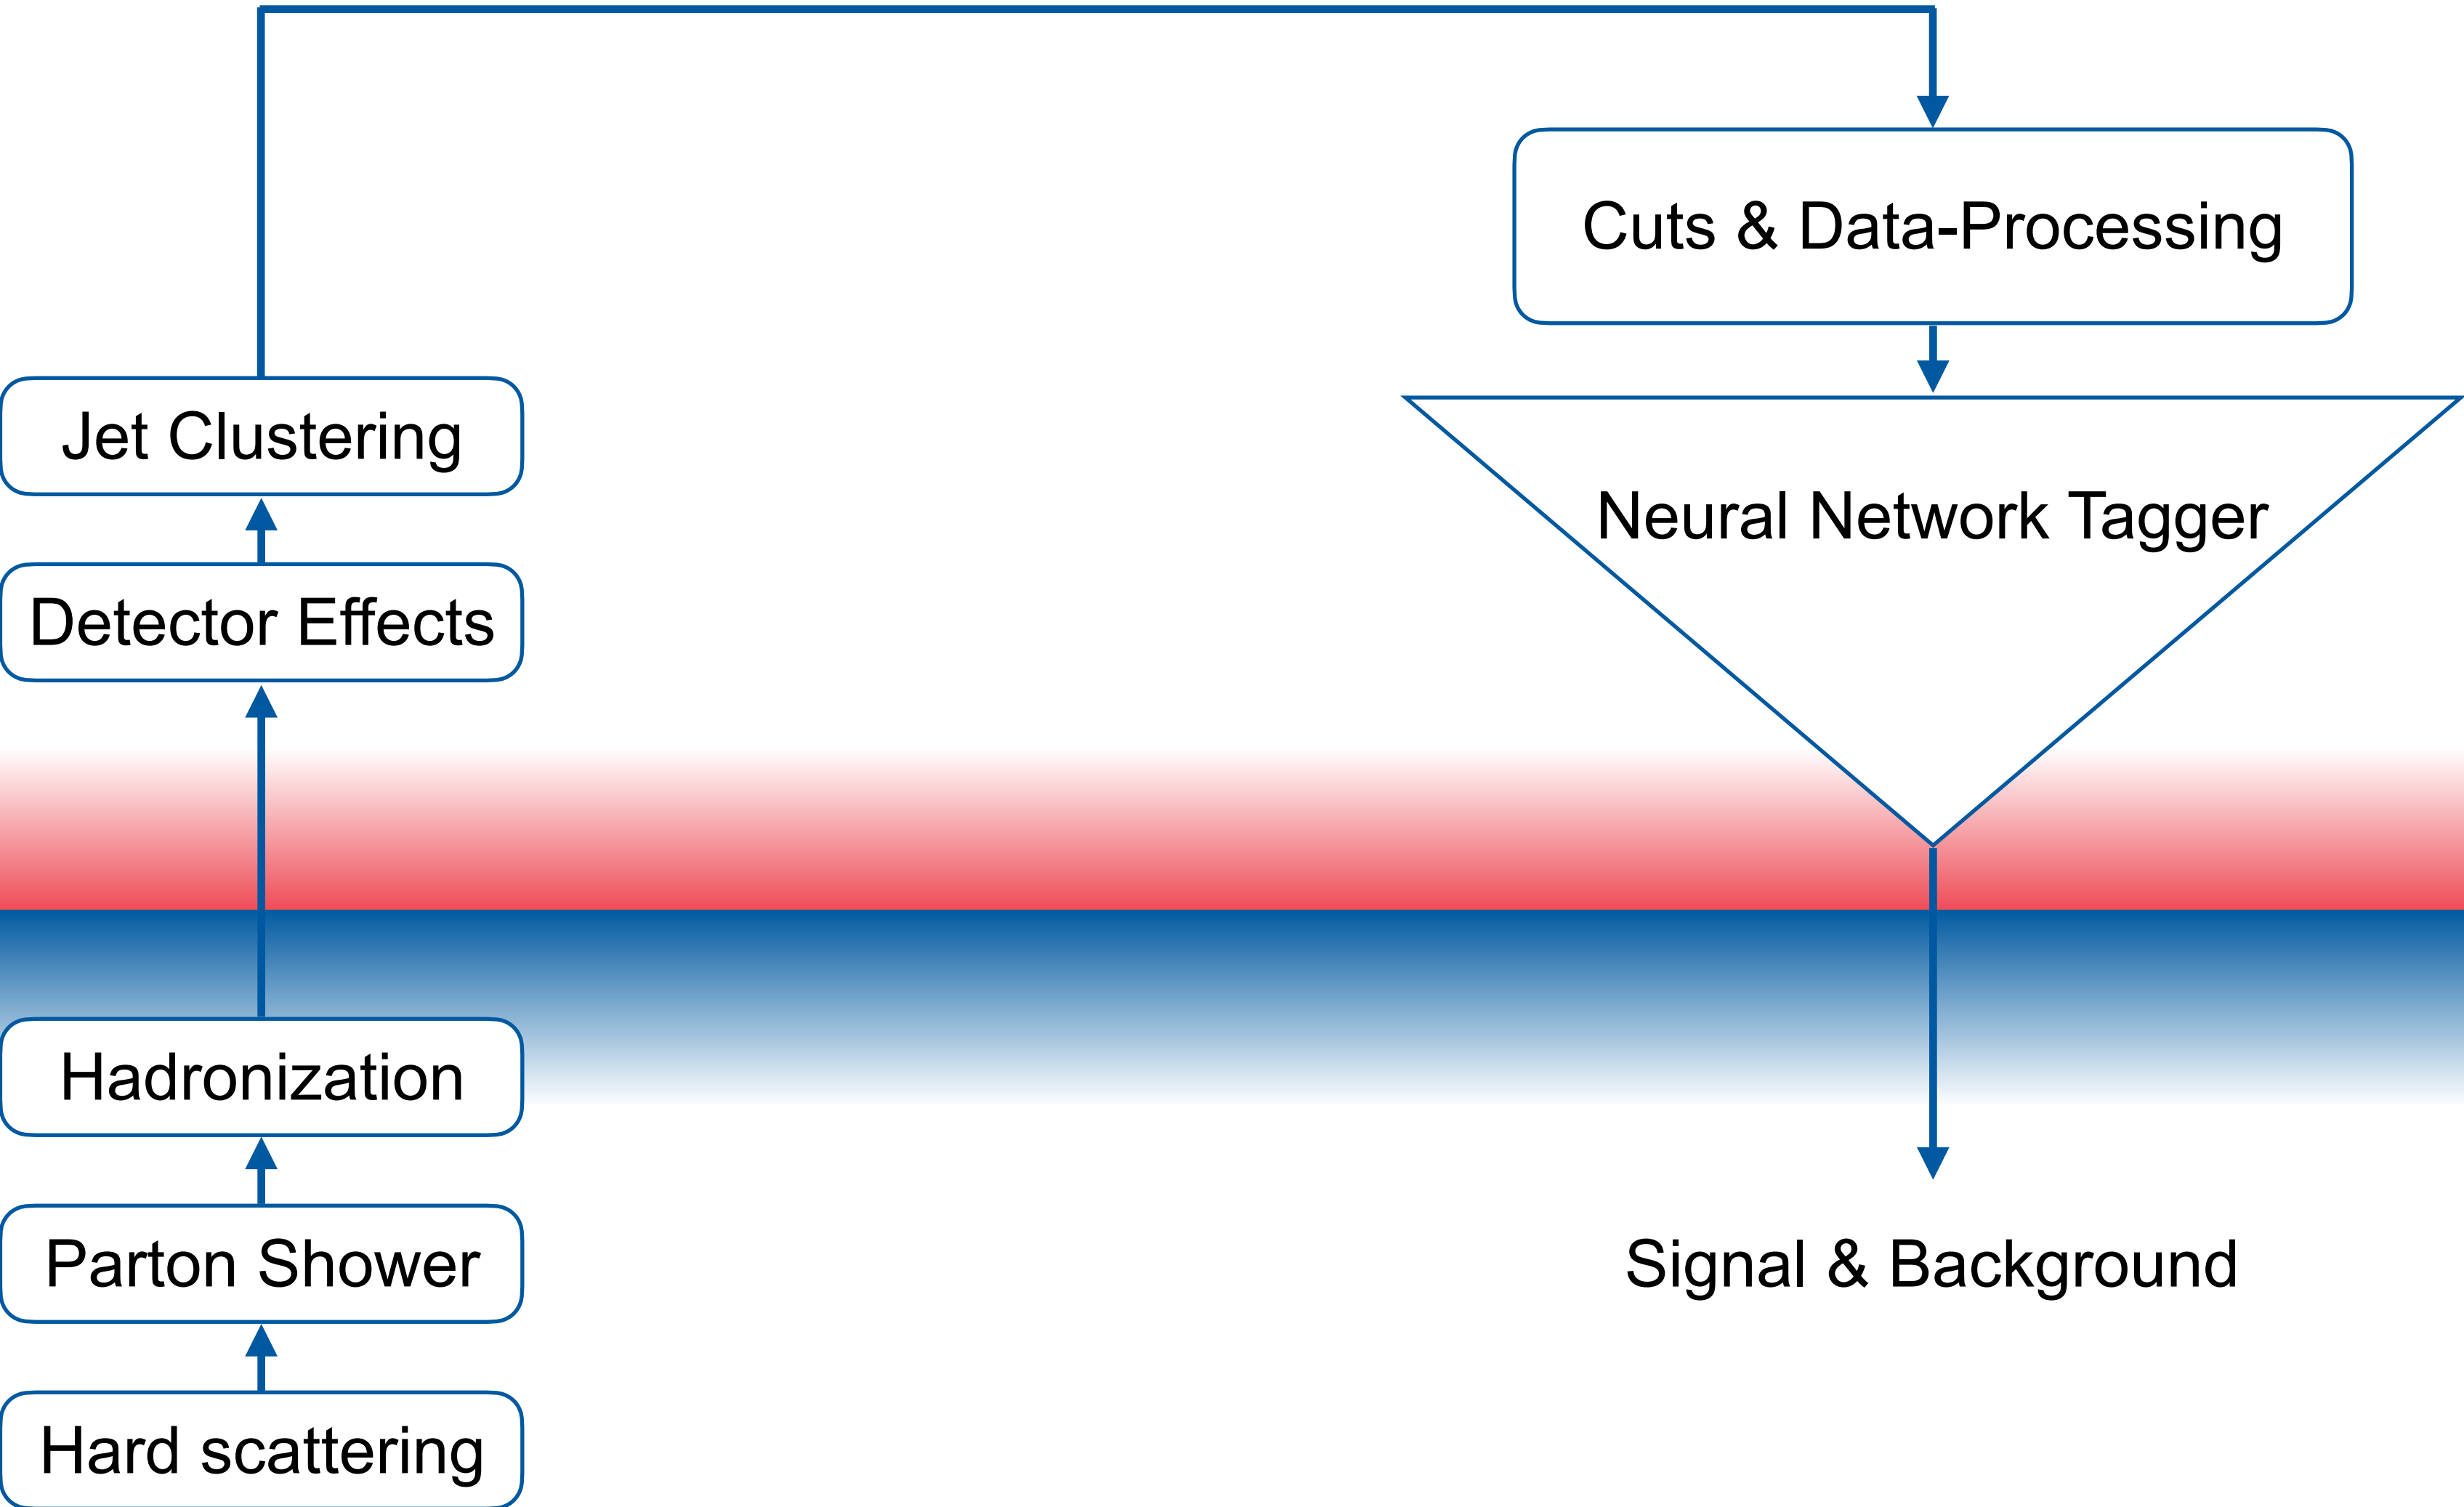 Cuts & Data-Processing
Jet Clustering
Neural Network Tagger
Detector Effects
Hadronization
Parton Shower
Signal & Background
Hard scattering